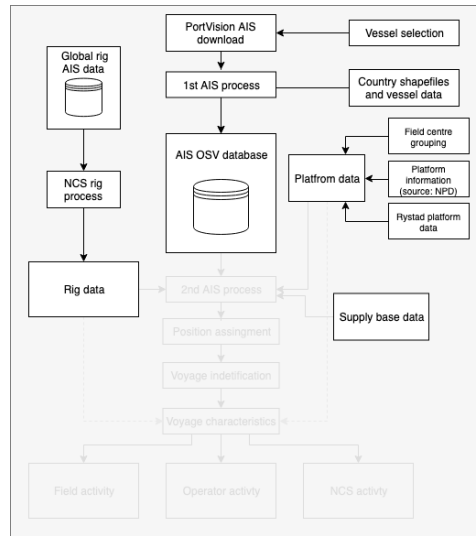 PortVision AIS
download
Vessel selection
Global rig
AIS data
1st AIS process
Country shapefiles
and vessel data
AIS OSV database
Field centre
grouping
Platfrom data
Platform
information
(source: NPD)
NCS rig
process
Rystad platform
data
Rig data
2nd AIS process
Supply base data
Position assingment
Voyage indetification
Voyage characteristics
Field activity
Operator activity
NCS activity